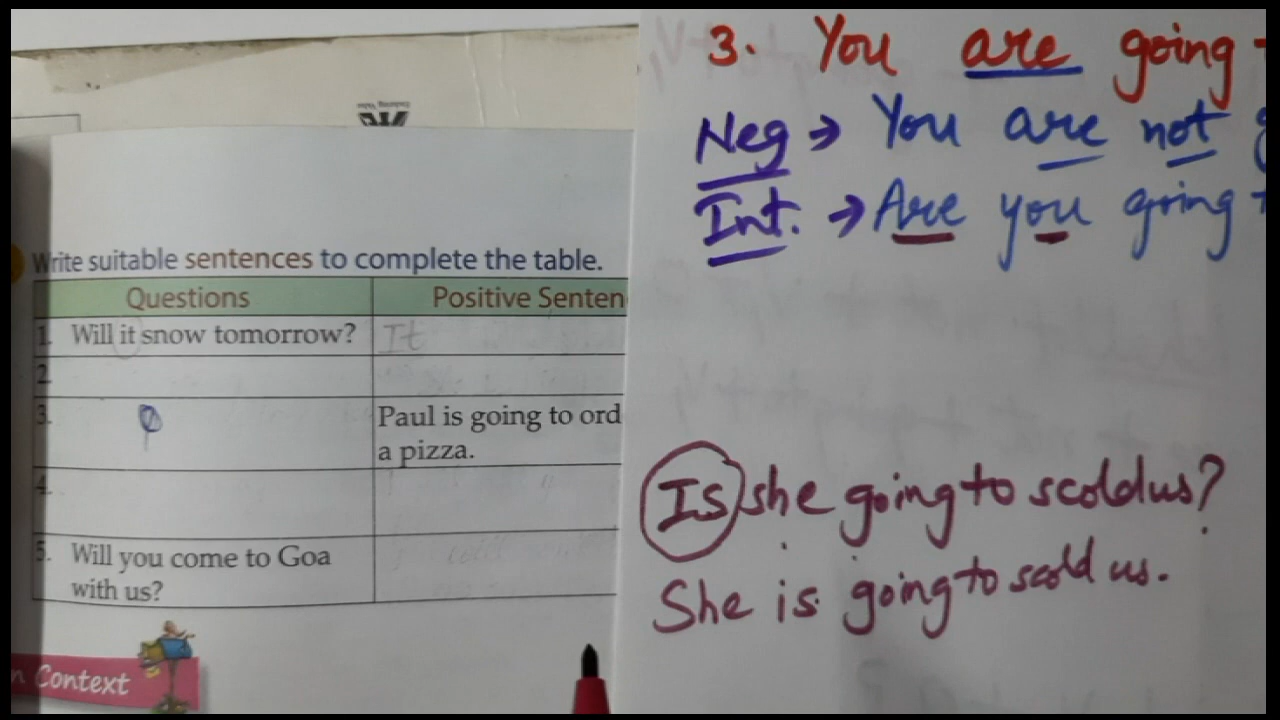 Write suitable sentences to complete the table.
Questions
Positive Senten
1. Will it snow tomorrow?
It
2.
3.
Paul is going to ord
a pizza.
4.
5. Will you come to Goa
with us?
n Context
3. You are going
Neg → You are not
Int. → Are you going
Is she going to scold us?
She is going to scold us.